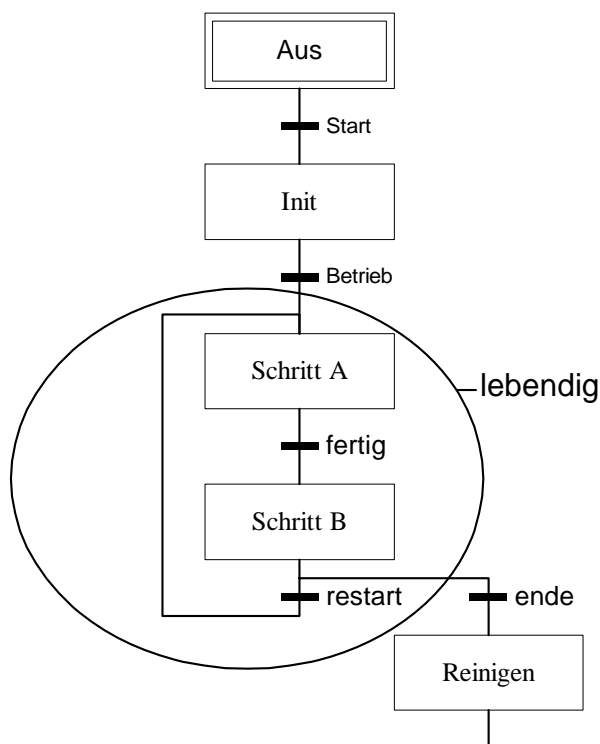 Aus
Start
Init
Betrieb
Schritt A
lebendig
fertig
Schritt B
restart
ende
Reinigen